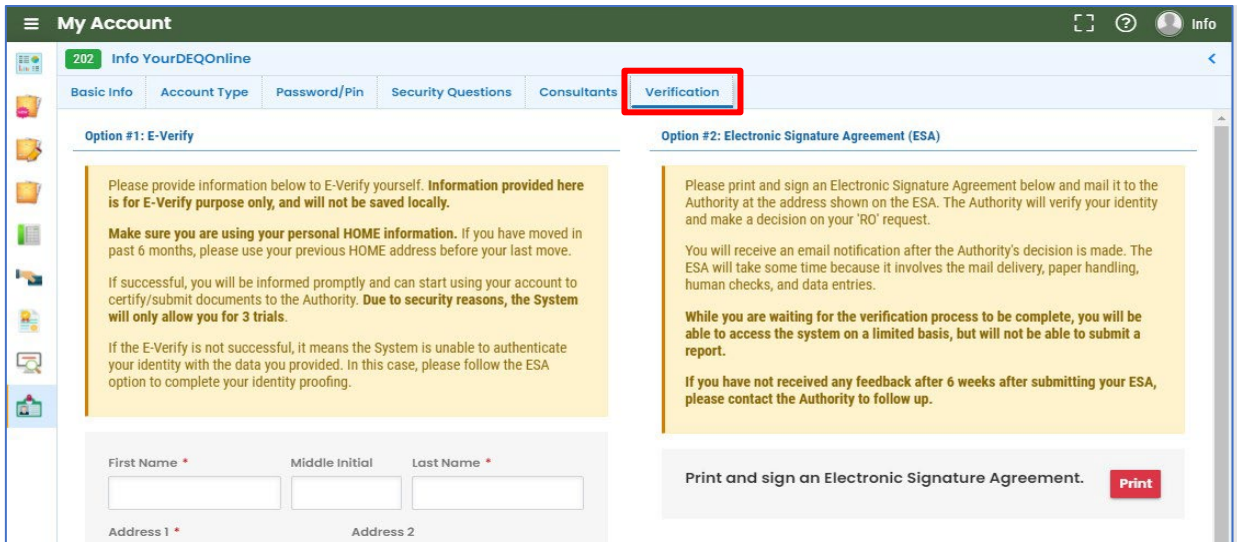 My Account
Info
202 Info YourDEQOnline
Basic Info Account Type Password/Pin Security Questions Consultants Verification
Option #1: E-Verify
Please provide information below to E-Verify yourself. Information provided here
is for E-Verify purpose only, and will not be saved locally.
Make sure you are using your personal HOME information. If you have moved in
past 6 months, please use your previous HOME address before your last move.
If successful, you will be informed promptly and can start using your account to
certify/submit documents to the Authority. Due to security reasons, the System
will only allow you for 3 trials.
If the E-Verify is not successful, it means the System is unable to authenticate
your identity with the data you provided. In this case, please follow the ESA
option to complete your identity proofing.
First Name * Middle Initial Last Name *
Address 1 * Address 2
Option #2: Electronic Signature Agreement (ESA)
Please print and sign an Electronic Signature Agreement below and mail it to the
Authority at the address shown on the ESA. The Authority will verify your identity
and make a decision on your 'RO' request.
You will receive an email notification after the Authority's decision is made. The
ESA will take some time because it involves the mail delivery, paper handling,
human checks, and data entries.
While you are waiting for the verification process to be complete, you will be
able to access the system on a limited basis, but will not be able to submit a
report.
If you have not received any feedback after 6 weeks after submitting your ESA,
please contact the Authority to follow up.
Print and sign an Electronic Signature Agreement. Print